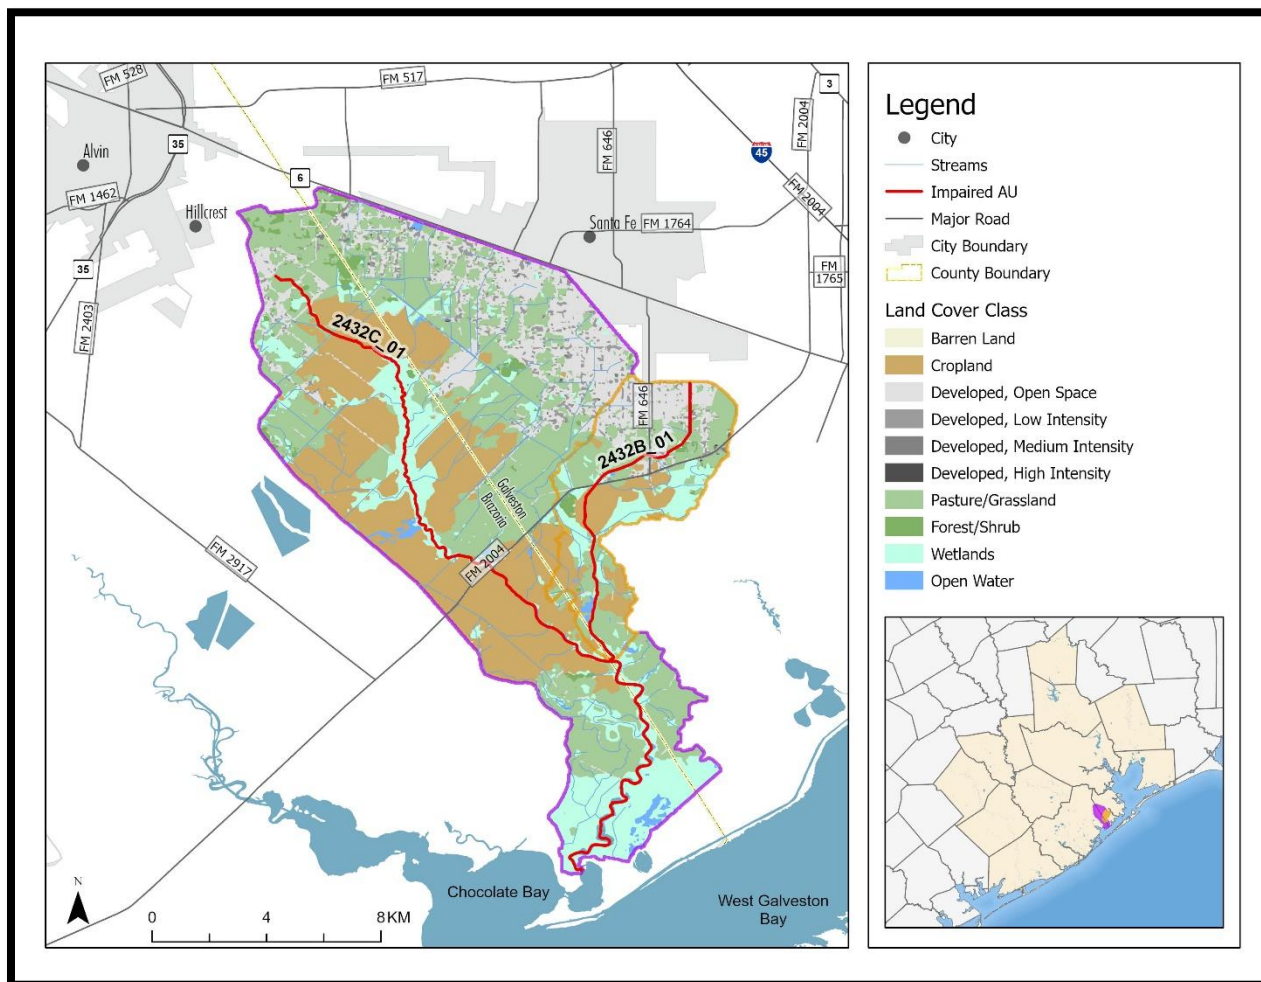 FM 528
FM 517
3
35
Alvin
FM 646
45
FM 2004
FM 1462
6
FM 2004
Hillcrest
Santa Fe
FM 1764
35
FM
1765
FM 2403
2432C_01
FM 646
2432B_01
Galveston
Brazoria
FM 2004
FM 2917
Chocolate Bay
West Galveston
Bay
N
0
4
8 KM
Legend
City
Streams
Impaired AU
Major Road
City Boundary
County Boundary
Land Cover Class
Barren Land
Cropland
Developed, Open Space
Developed, Low Intensity
Developed, Medium Intensity
Developed, High Intensity
Pasture/Grassland
Forest/Shrub
Wetlands
Open Water